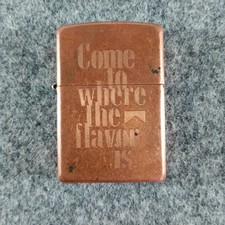 Come
to
where
the
flavor
is